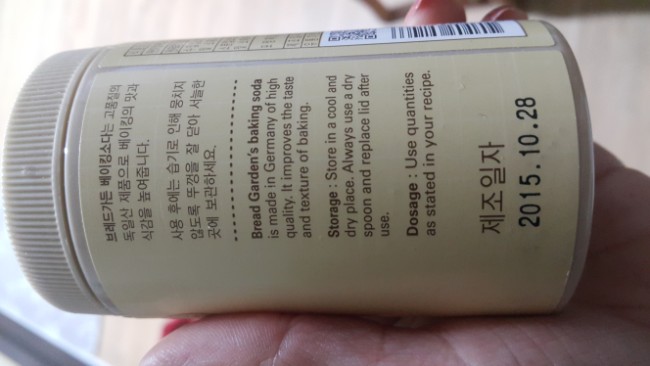 브레드가든 베이킹소다는 고품질의
독일산 제품으로 베이킹의 맛과
식감을 높여줍니다.
사용 후에는 습기로 인해 뭉치지
않도록 뚜껑을 잘 닫아 서늘한
곳에 보관하세요.
Bread Garden's baking soda
is made in Germany of high
quality. It improves the taste
and texture of baking.
Storage : Store in a cool and
dry place. Always use a dry
spoon and replace lid after
use.
Dosage : Use quantities
as stated in your recipe.
제조일자
2015.10.28